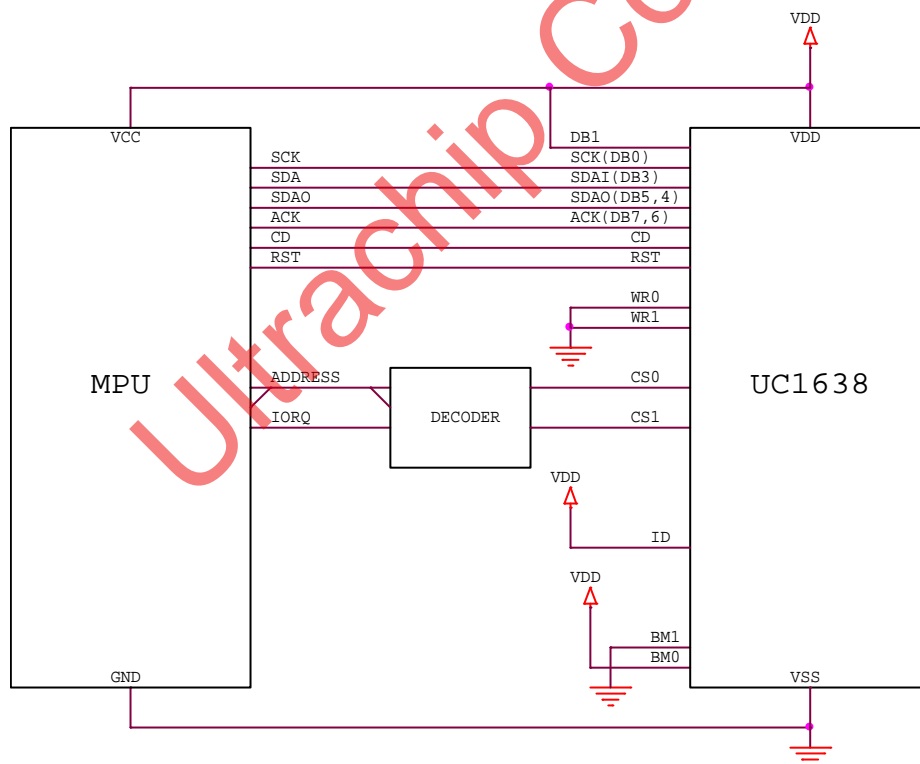 VDD
VCC
DB1
VDD
SCK
SCK(DB0)
SDA
SDAI(DB3)
SDAO
SDAO(DB5,4)
ACK
ACK(DB7,6)
CD
CD
RST
RST
WR0
WR1
ADDRESS
CS0
MPU
DECODER
UC1638
IORQ
CS1
VDD
ID
VDD
BM1
BM0
GND
VSS
Ultrachip Co